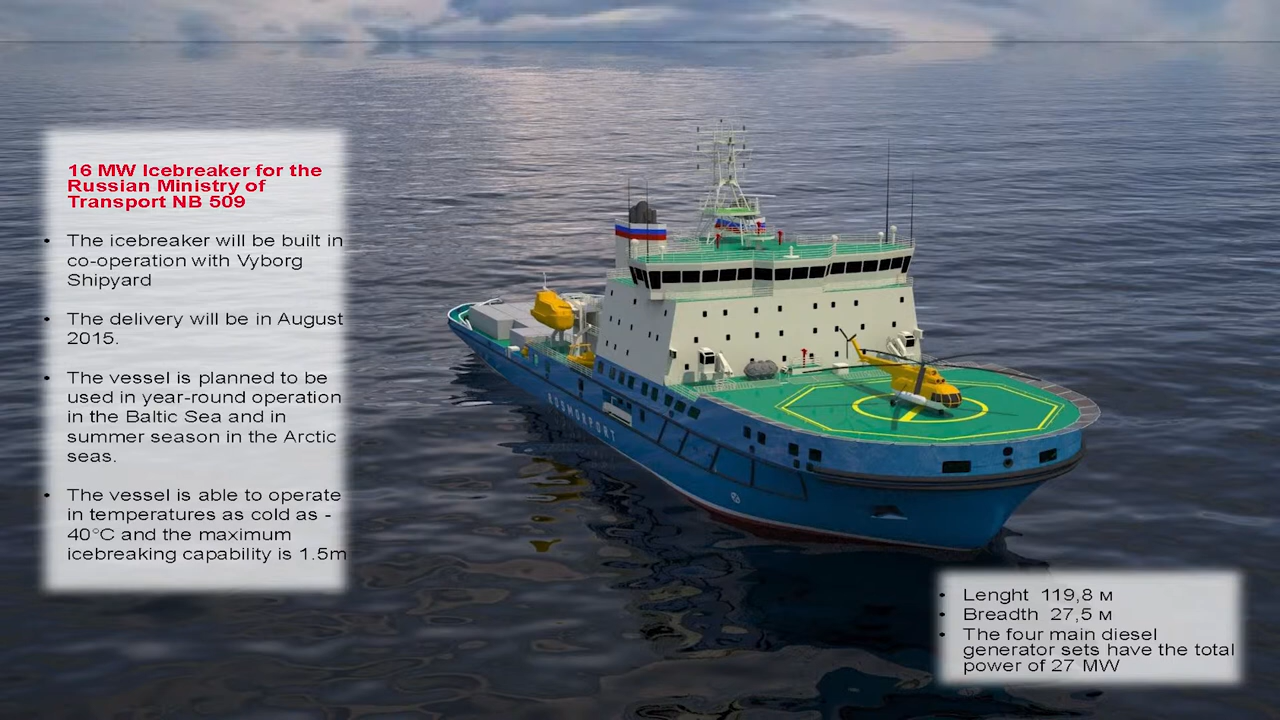 16 MW Icebreaker for the
Russian Ministry of
Transport NB 509
• The icebreaker will be built in
co-operation with Vyborg
Shipyard
• The delivery will be in August
2015.
• The vessel is planned to be
used in year-round operation
in the Baltic Sea and in
summer season in the Arctic
seas.
• The vessel is able to operate
in temperatures as cold as -
40°C and the maximum
icebreaking capability is 1.5m
ROSMORPORT
• Lenght 119,8 м
• Breadth 27,5 м
• The four main diesel
generator sets have the total
power of 27 MW